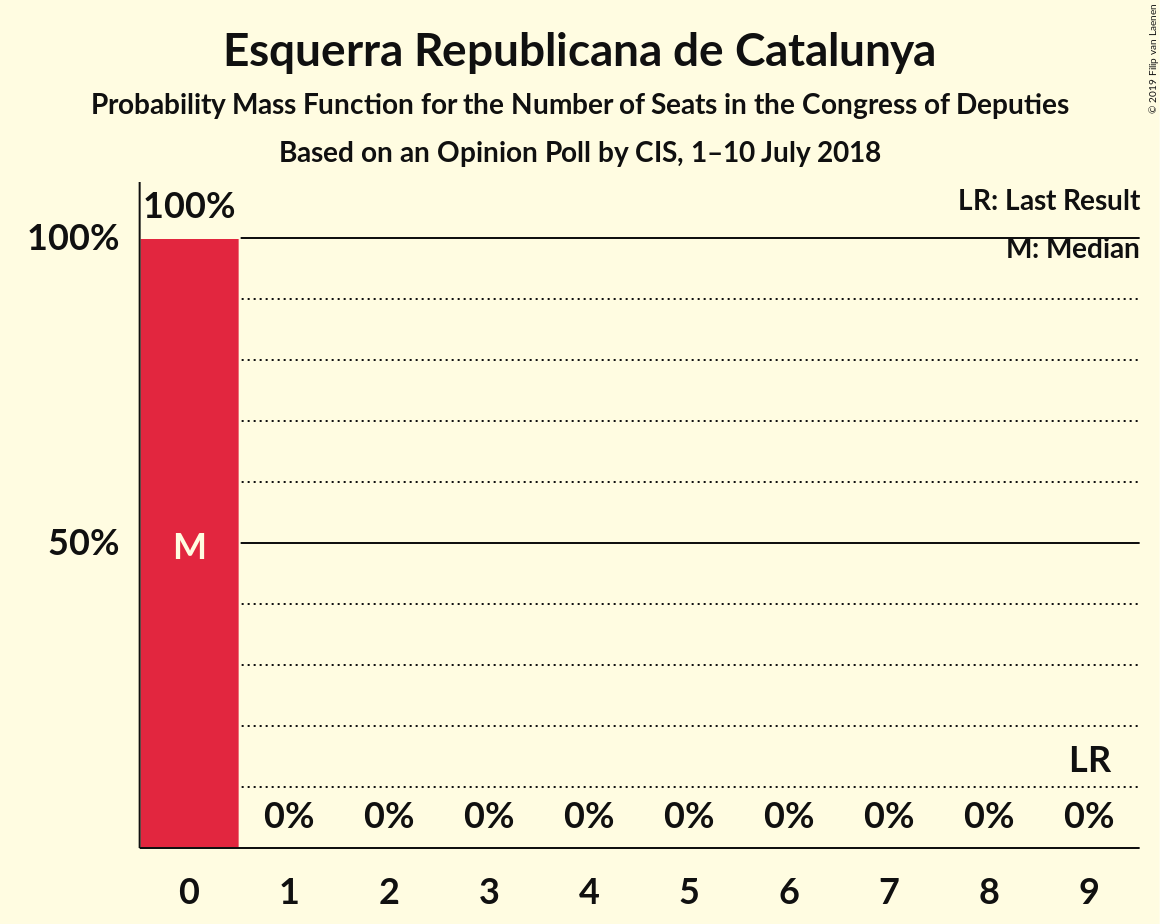 Esquerra Republicana de Catalunya
Probability Mass Function for the Number of Seats in the Congress of Deputies
Based on an Opinion Poll by CIS, 1–10 July 2018
© 2019 Filip van Laenen
LR: Last Result
M: Median
100%
100%
50%
M
LR
0% 0% 0% 0% 0% 0% 0% 0% 0%
0 1 2 3 4 5 6 7 8 9